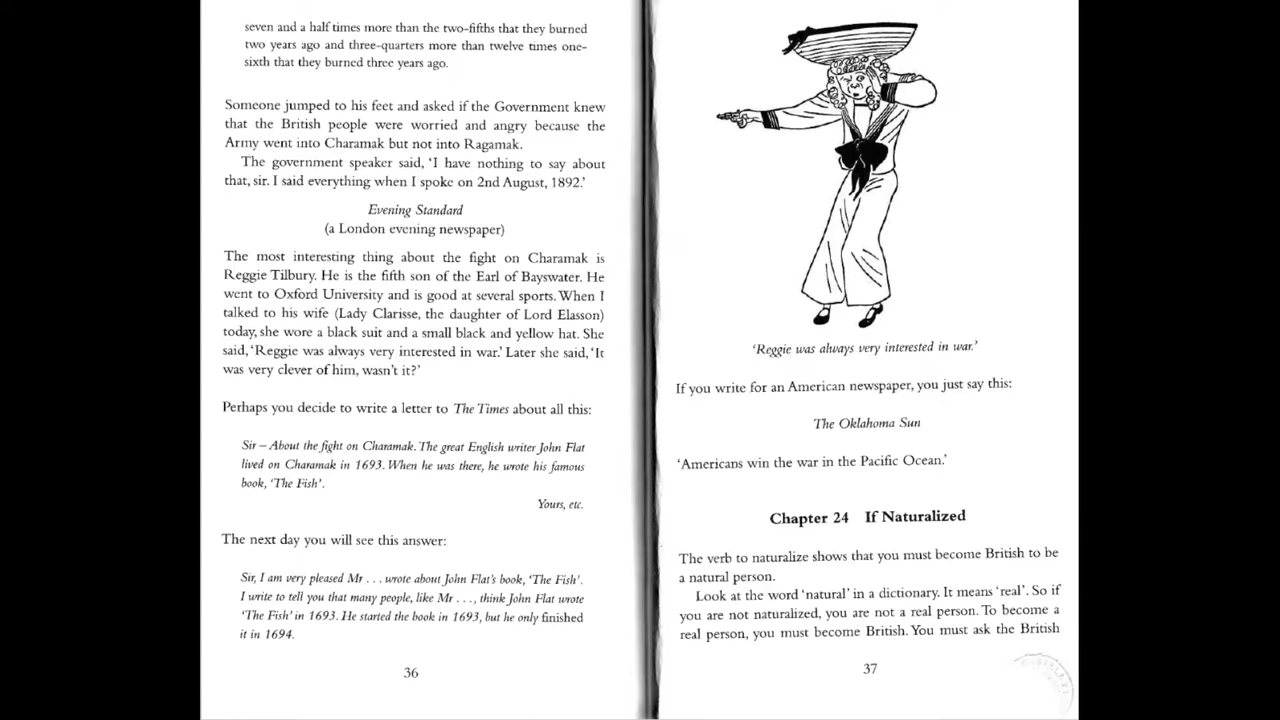 seven and a half times more than the two-fifths that they burned
two years ago and three-quarters more than twelve times one-
sixth that they burned three years ago.
Someone jumped to his feet and asked if the Government knew
that the British people were worried and angry because the
Army went into Charamak but not into Ragamak.
The government speaker said, 'I have nothing to say about
that, sir. I said everything when I spoke on 2nd August, 1892.'
Evening Standard
(a London evening newspaper)
The most interesting thing about the fight on Charamak is
Reggie Tilbury. He is the fifth son of the Earl of Bayswater. He
went to Oxford University and is good at several sports. When I
talked to his wife (Lady Clarisse, the daughter of Lord Elasson)
today, she wore a black suit and a small black and yellow hat. She
said, 'Reggie was always very interested in war.' Later she said, 'It
was very clever of him, wasn't it?'
Perhaps you decide to write a letter to The Times about all this:
Sir – About the fight on Charamak. The great English writer John Flat
lived on Charamak in 1693. When he was there, he wrote his famous
book, 'The Fish'.
Yours, etc.
The next day you will see this answer:
Sir, I am very pleased Mr . . . wrote about John Flat's book, 'The Fish'.
I write to tell you that many people, like Mr . . . , think John Flat wrote
'The Fish' in 1693. He started the book in 1693, but he only finished
it in 1694.
36
'Reggie was always very interested in war.'
If you write for an American newspaper, you just say this:
The Oklahoma Sun
'Americans win the war in the Pacific Ocean.'
Chapter 24 If Naturalized
The verb to naturalize shows that you must become British to be
a natural person.
Look at the word 'natural' in a dictionary. It means 'real'. So if
you are not naturalized, you are not a real person. To become a
real person, you must become British. You must ask the British
37